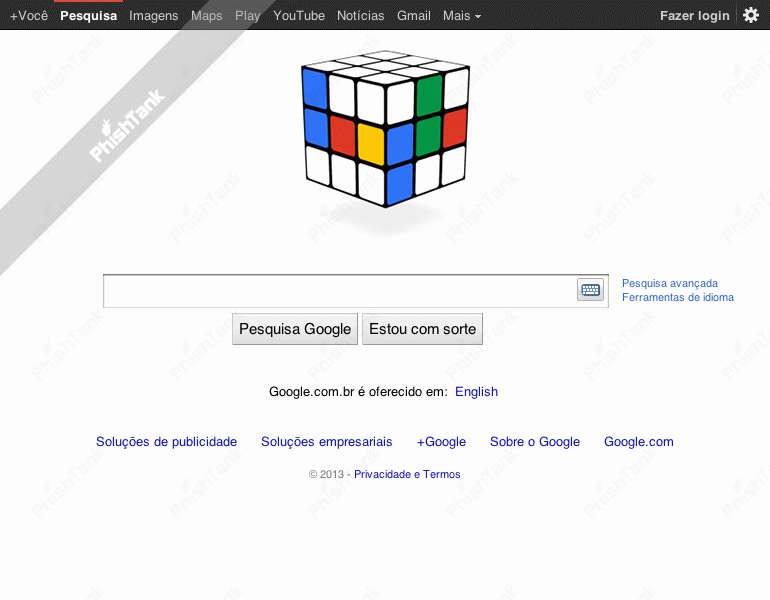 +Você Pesquisa Imagens Maps Play YouTube Notícias Gmail Mais Fazer login
PhishTank
Pesquisa avançada
Ferramentas de idioma
Pesquisa Google Estou com sorte
Google.com.br é oferecido em: English
Soluções de publicidade Soluções empresariais +Google Sobre o Google Google.com
© 2013 - Privacidade e Termos